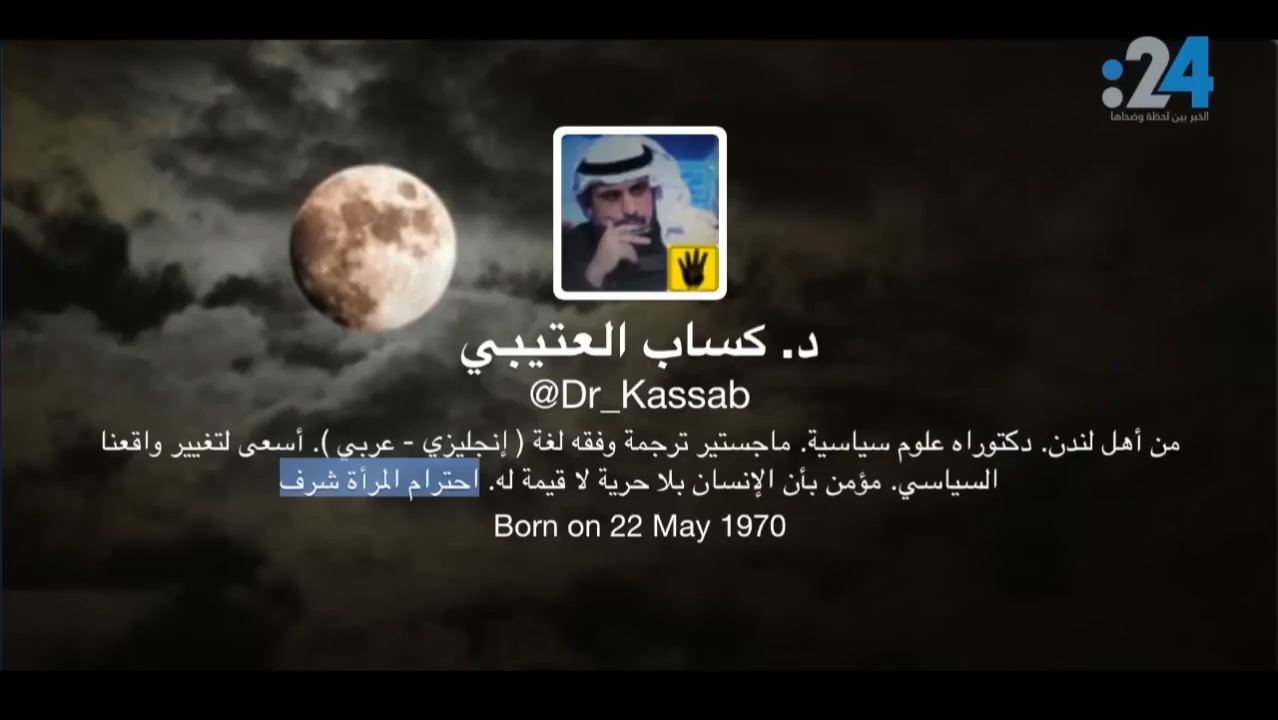 :24
الخبر بين لحظة وضحاها
د. كساب العتيبي
@Dr_Kassab
من أهل لندن. دكتوراه علوم سياسية. ماجستير ترجمة وفقه لغة ( إنجليزي - عربي ). أسعى لتغيير واقعنا
السياسي. مؤمن بأن الإنسان بلا حرية لا قيمة له. احترام المرأة شرف
Born on 22 May 1970